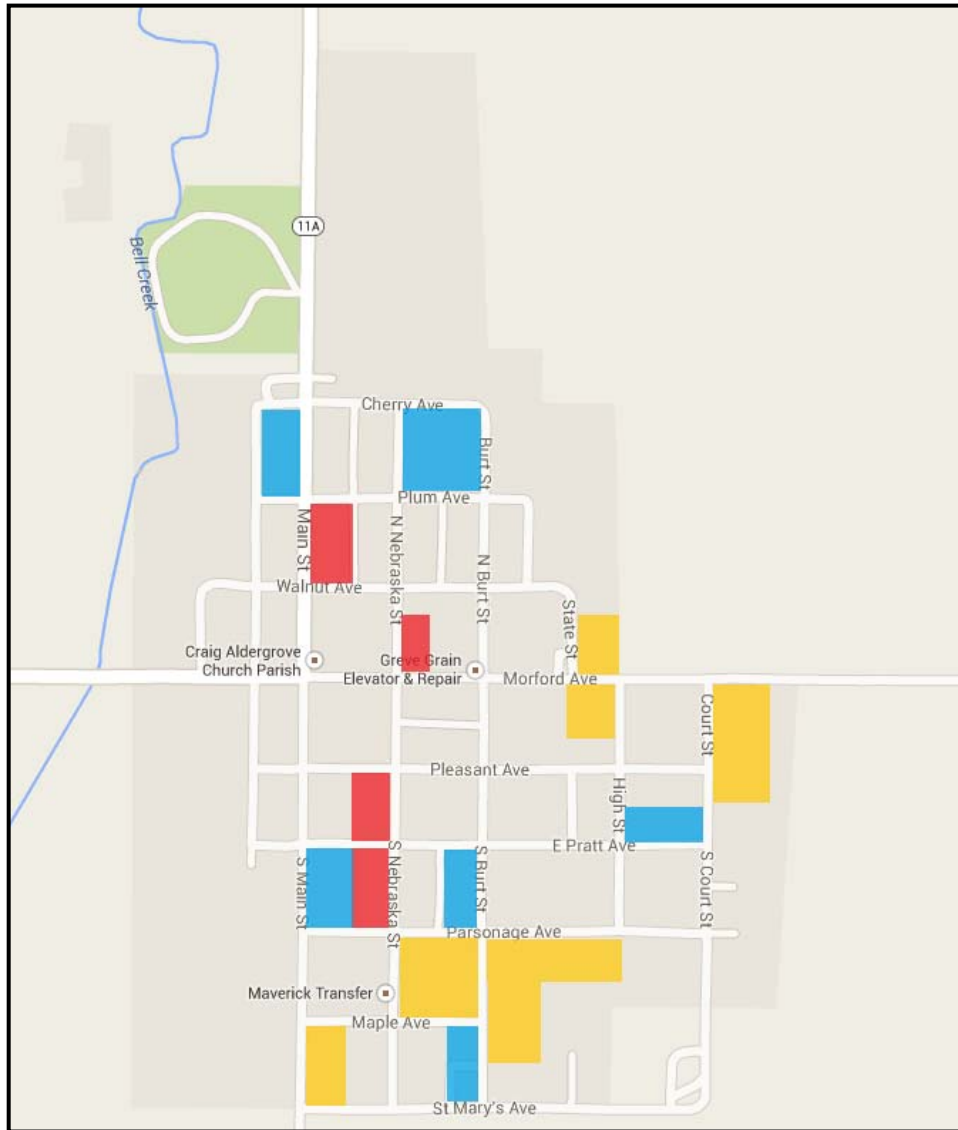 11A
Bell Creek
Cherry Ave
Burt St
Plum Ave
Main St
N Nebraska St
N Burt St
Walnut Ave
State St
Craig Aldergrove
Church Parish
Greve Grain
Elevator & Repair
Morford Ave
Court St
Pleasant Ave
High St
E Pratt Ave
S Main St
S Nebraska St
S Burt St
S Court St
Parsonage Ave
Maverick Transfer
Maple Ave
St Mary's Ave